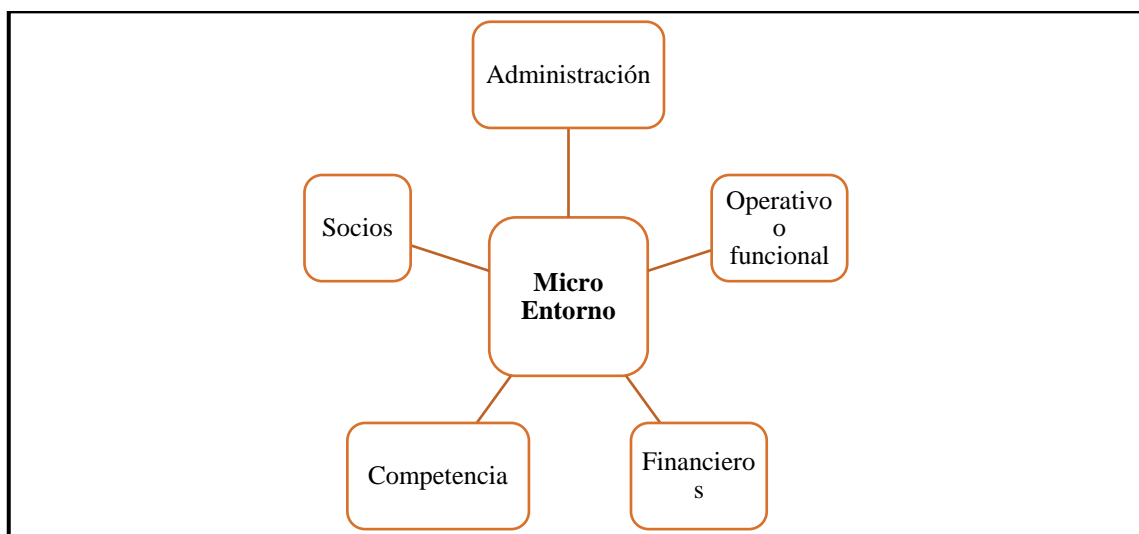 Administración
Socios
Operativo
o
funcional
Micro
Entorno
Competencia
Financiero
s